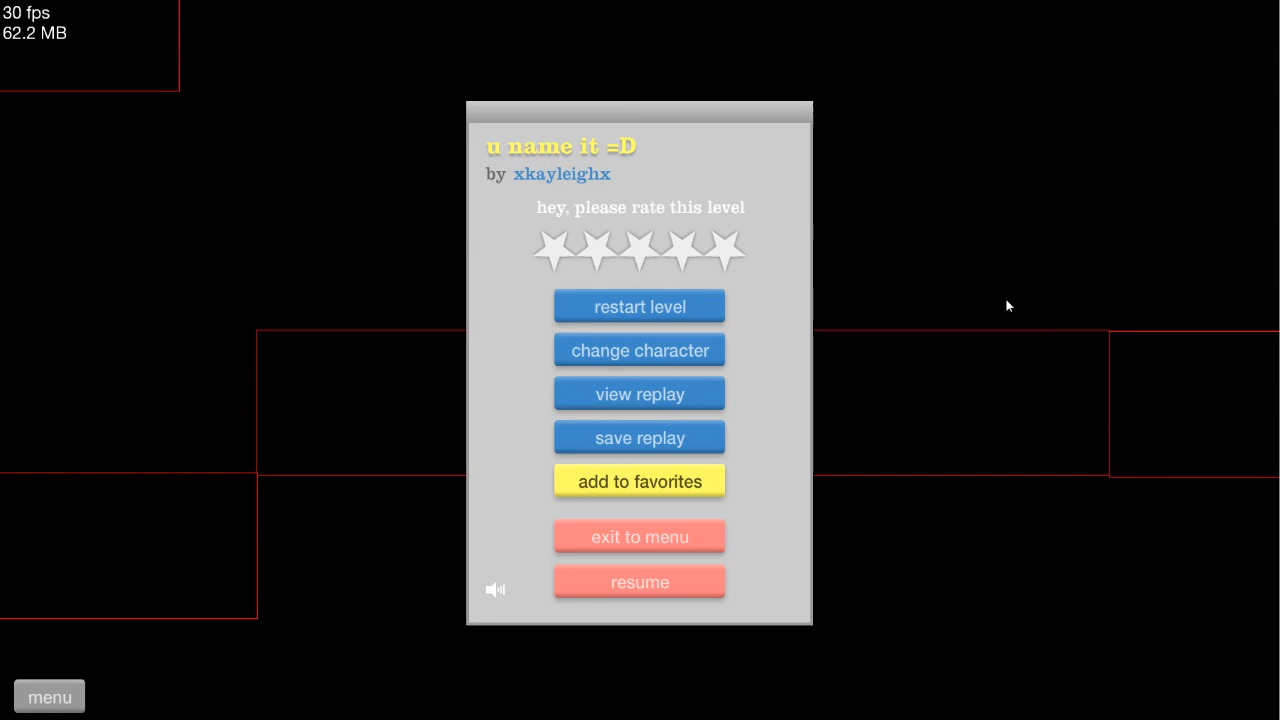 30 fps
62.2 MB
u name it =D
by xkayleighx
hey, please rate this level
restart level
change character
view replay
save replay
add to favorites
exit to menu
resume
menu